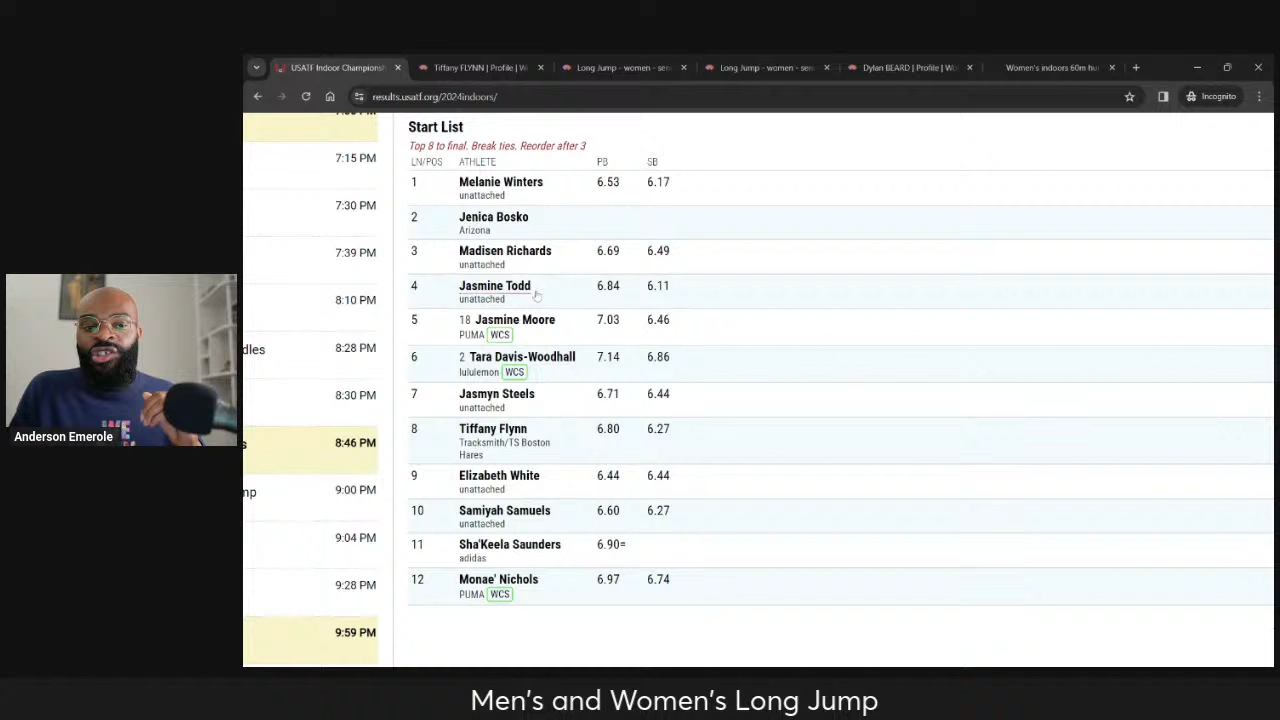 USATF Indoor Championsh
Tiffany FLYNN | Profile | W
Long Jump - women - sen
Long Jump - women - sen
Dylan BEARD | Profile | Wo
Women's indoors 60m hu
results.usatf.org/2024indoors/
Incognito
7:15 PM
7:30 PM
7:39 PM
8:10 PM
dles 8:28 PM
8:30 PM
s 8:46 PM
mp 9:00 PM
9:04 PM
9:28 PM
9:59 PM
Start List
Top 8 to final. Break ties. Reorder after 3
LN/POS ATHLETE PB SB
1 Melanie Winters 6.53 6.17
unattached
2 Jenica Bosko
Arizona
3 Madisen Richards 6.69 6.49
unattached
4 Jasmine Todd 6.84 6.11
unattached
5 18 Jasmine Moore 7.03 6.46
PUMA WCS
6 2 Tara Davis-Woodhall 7.14 6.86
lululemon WCS
7 Jasmyn Steels 6.71 6.44
unattached
8 Tiffany Flynn 6.80 6.27
Tracksmith/TS Boston
Hares
9 Elizabeth White 6.44 6.44
unattached
10 Samiyah Samuels 6.60 6.27
unattached
11 Sha'Keela Saunders 6.90=
adidas
12 Monae' Nichols 6.97 6.74
PUMA WCS
WE
Anderson Emerole
Men's and Women's Long Jump